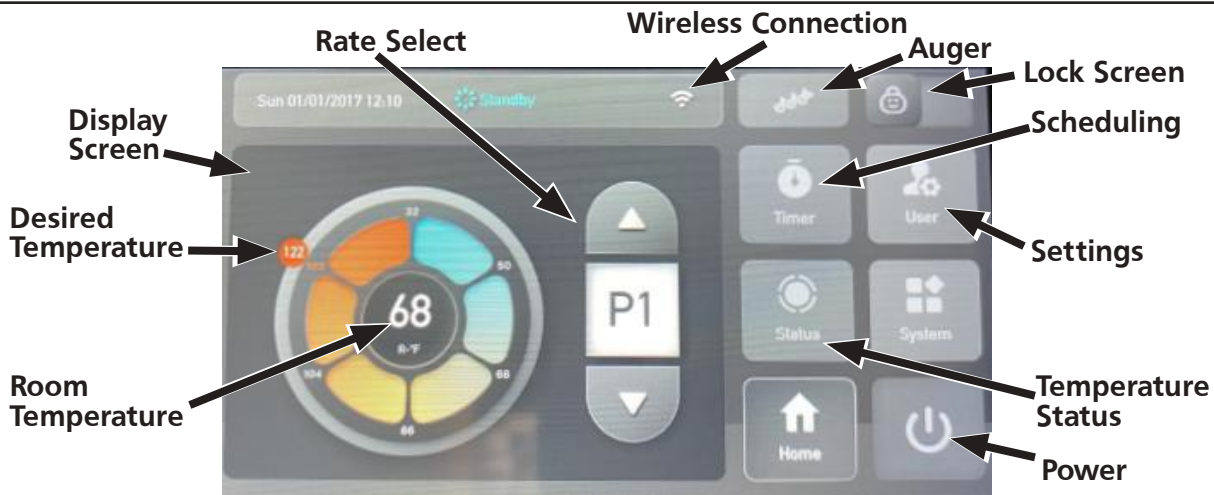 Wireless Connection
Rate Select
Auger
Lock Screen
Sun 01/01/2017 12:10
Standby
Display
Screen
Scheduling
Timer
User
Desired
Temperature
122
32
50
Settings
68
R-°F
P1
Status
System
104
68
86
Room
Temperature
Temperature
Status
Home
Power